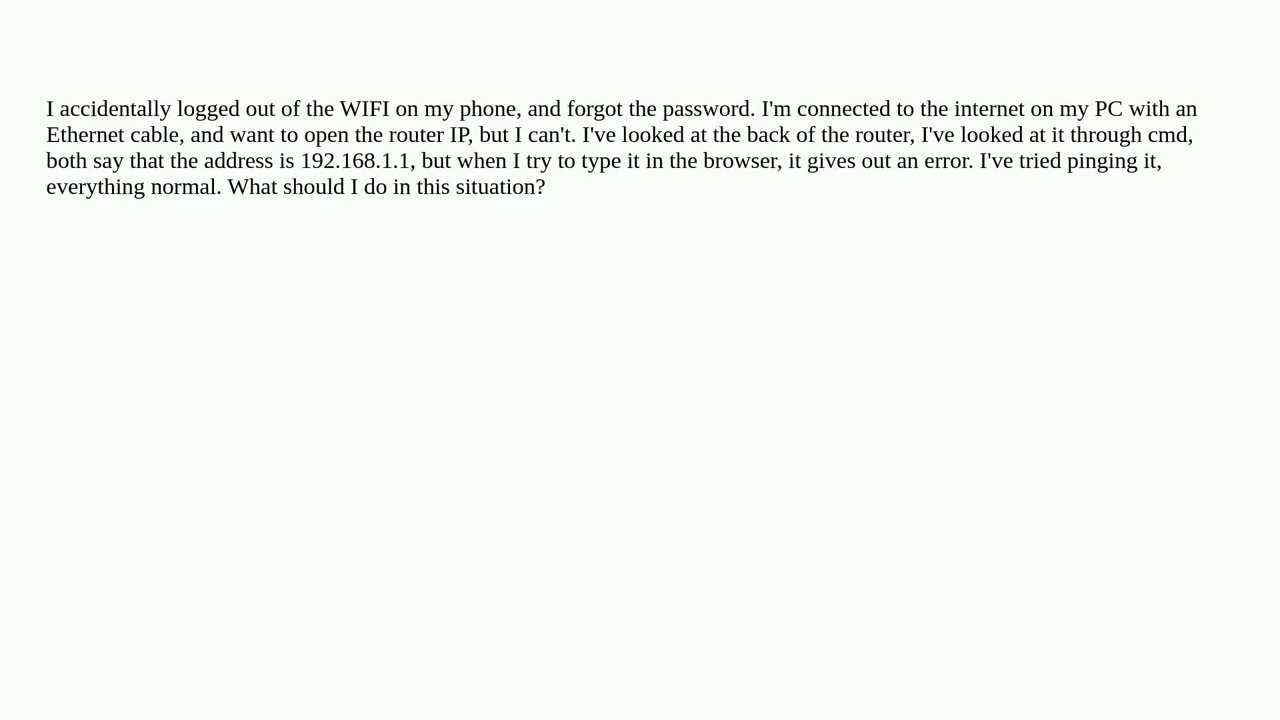 I accidentally logged out of the WIFI on my phone, and forgot the password. I'm connected to the internet on my PC with an
Ethernet cable, and want to open the router IP, but I can't. I've looked at the back of the router, I've looked at it through cmd,
both say that the address is 192.168.1.1, but when I try to type it in the browser, it gives out an error. I've tried pinging it,
everything normal. What should I do in this situation?